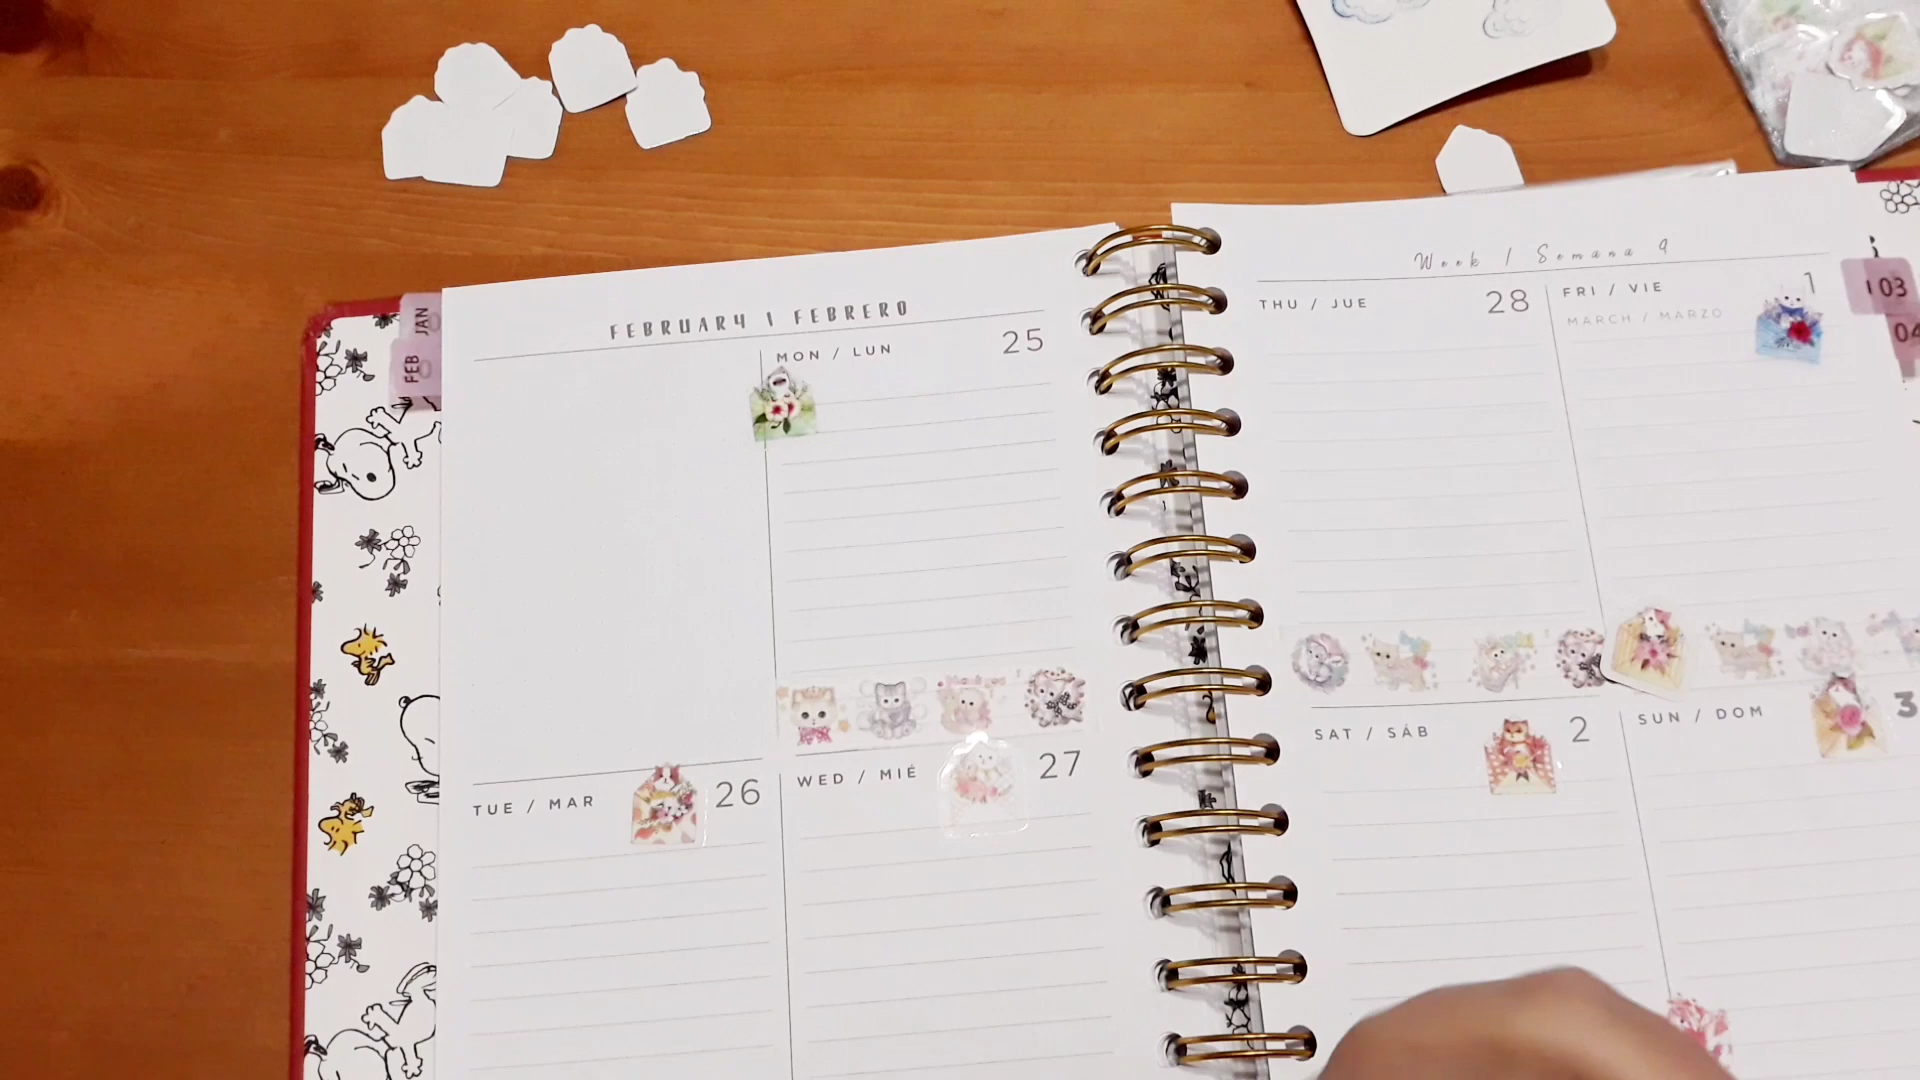 JAN
FEB
FEBRUARY | FEBRERO
MON / LUN 25
TUE / MAR 26
WED / MIÉ 27
Week / Semana 9
THU / JUE 28
FRI / VIE 1
MARCH / MARZO
SAT / SÁB 2
SUN / DOM 3
03
04